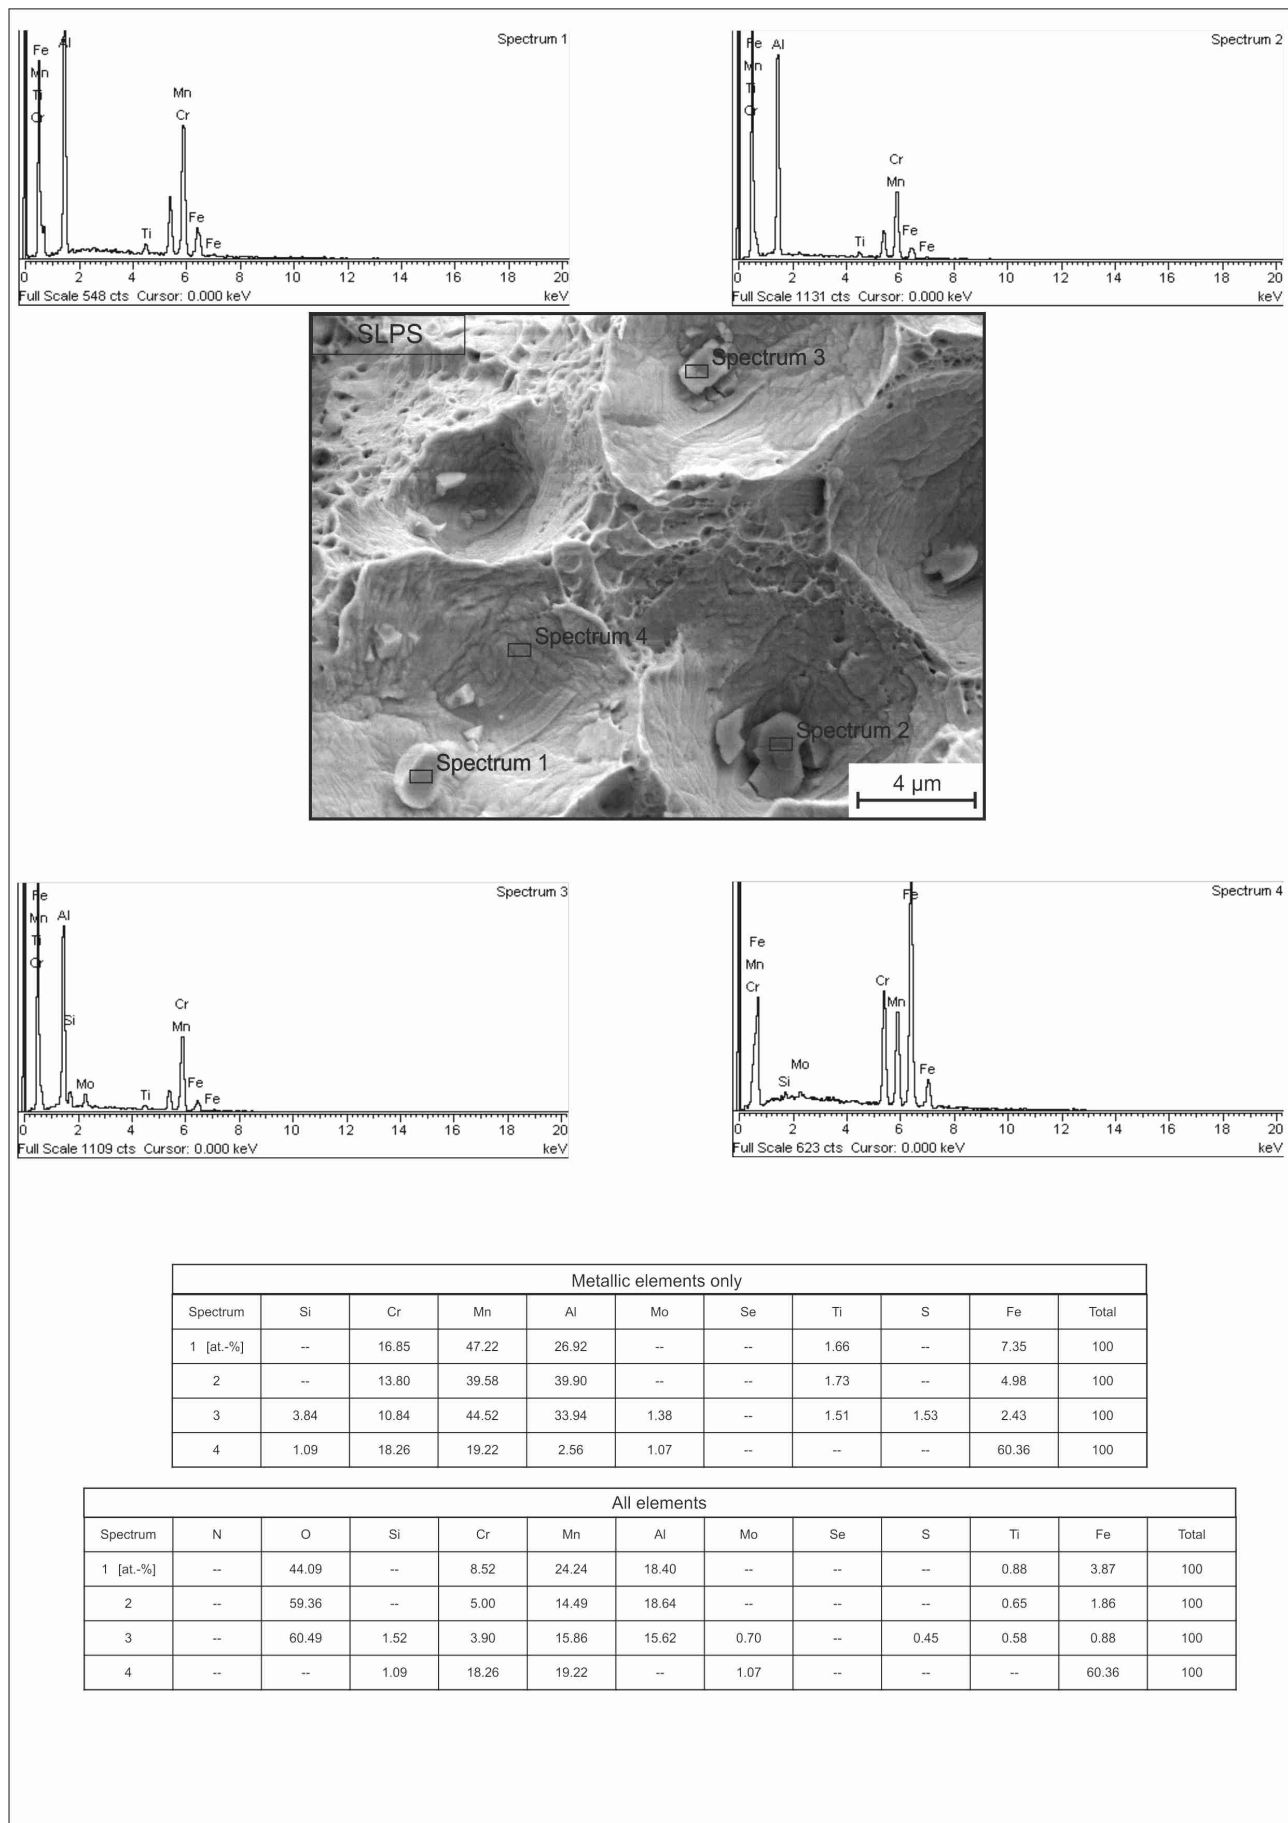 Spectrum 1
Fe
Al
Mn
Ti
Cr
Mn
Cr
Ti
Fe
Fe
0 2 4 6 8 10 12 14 16 18 20
Full Scale 548 cts Cursor: 0.000 keV keV
Spectrum 2
Fe Al
Mn
Ti
Cr
Cr
Mn
Ti
Fe
Fe
0 2 4 6 8 10 12 14 16 18 20
Full Scale 1131 cts Cursor: 0.000 keV keV
SLPS
Spectrum 3
Spectrum 4
Spectrum 2
Spectrum 1
4 µm
Spectrum 3
Fe
Mn Al
Ti
Cr
Si
Mo
Cr
Mn
Ti
Fe
Fe
0 2 4 6 8 10 12 14 16 18 20
Full Scale 1109 cts Cursor: 0.000 keV keV
Spectrum 4
Fe
Fe
Mn
Cr
Si
Mo
Cr
Mn
Fe
0 2 4 6 8 10 12 14 16 18 20
Full Scale 623 cts Cursor: 0.000 keV keV
Metallic elements only
Spectrum Si Cr Mn Al Mo Se Ti S Fe Total
1 [at.-%] -- 16.85 47.22 26.92 -- -- 1.66 -- 7.35 100
2 -- 13.80 39.58 39.90 -- -- 1.73 -- 4.98 100
3 3.84 10.84 44.52 33.94 1.38 -- 1.51 1.53 2.43 100
4 1.09 18.26 19.22 2.56 1.07 -- -- -- 60.36 100
All elements
Spectrum N O Si Cr Mn Al Mo Se S Ti Fe Total
1 [at.-%] -- 44.09 -- 8.52 24.24 18.40 -- -- -- 0.88 3.87 100
2 -- 59.36 -- 5.00 14.49 18.64 -- -- -- 0.65 1.86 100
3 -- 60.49 1.52 3.90 15.86 15.62 0.70 -- 0.45 0.58 0.88 100
4 -- -- 1.09 18.26 19.22 -- 1.07 -- -- -- 60.36 100